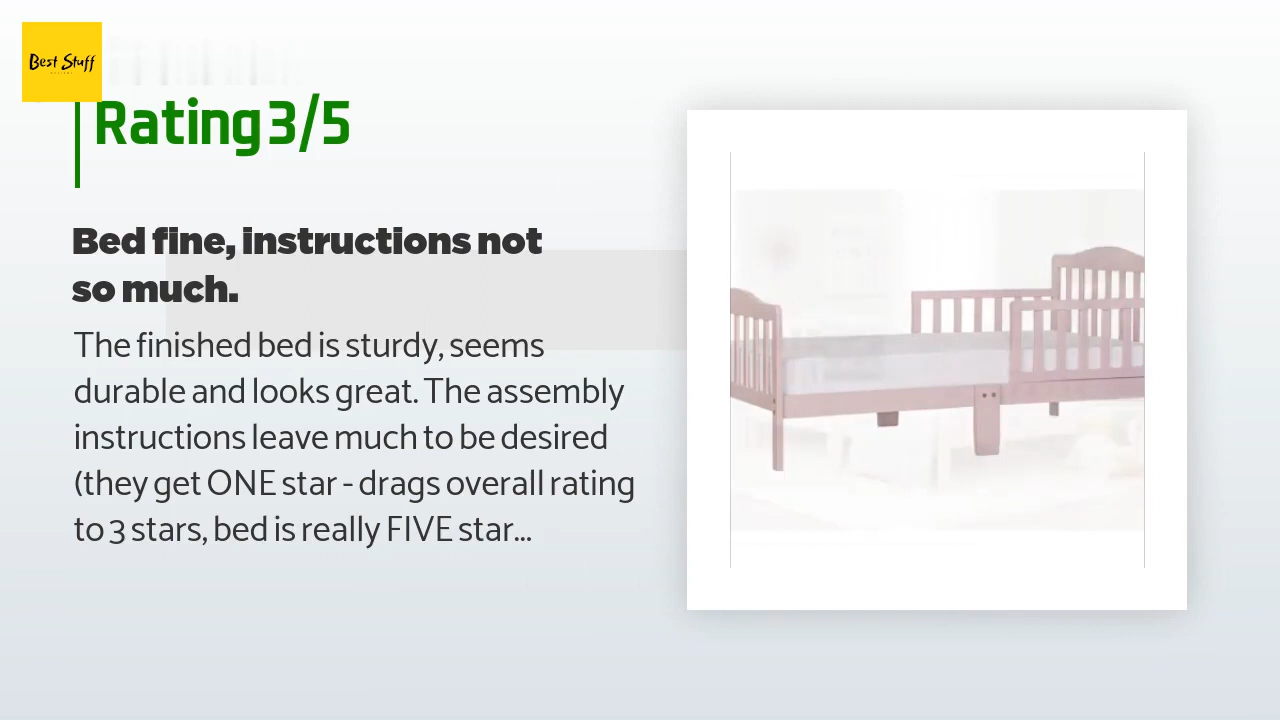 Best Stuff
Rating 3/5
Bed fine, instructions not
so much.
The finished bed is sturdy, seems
durable and looks great. The assembly
instructions leave much to be desired
(they get ONE star - drags overall rating
to 3 stars, bed is really FIVE star...